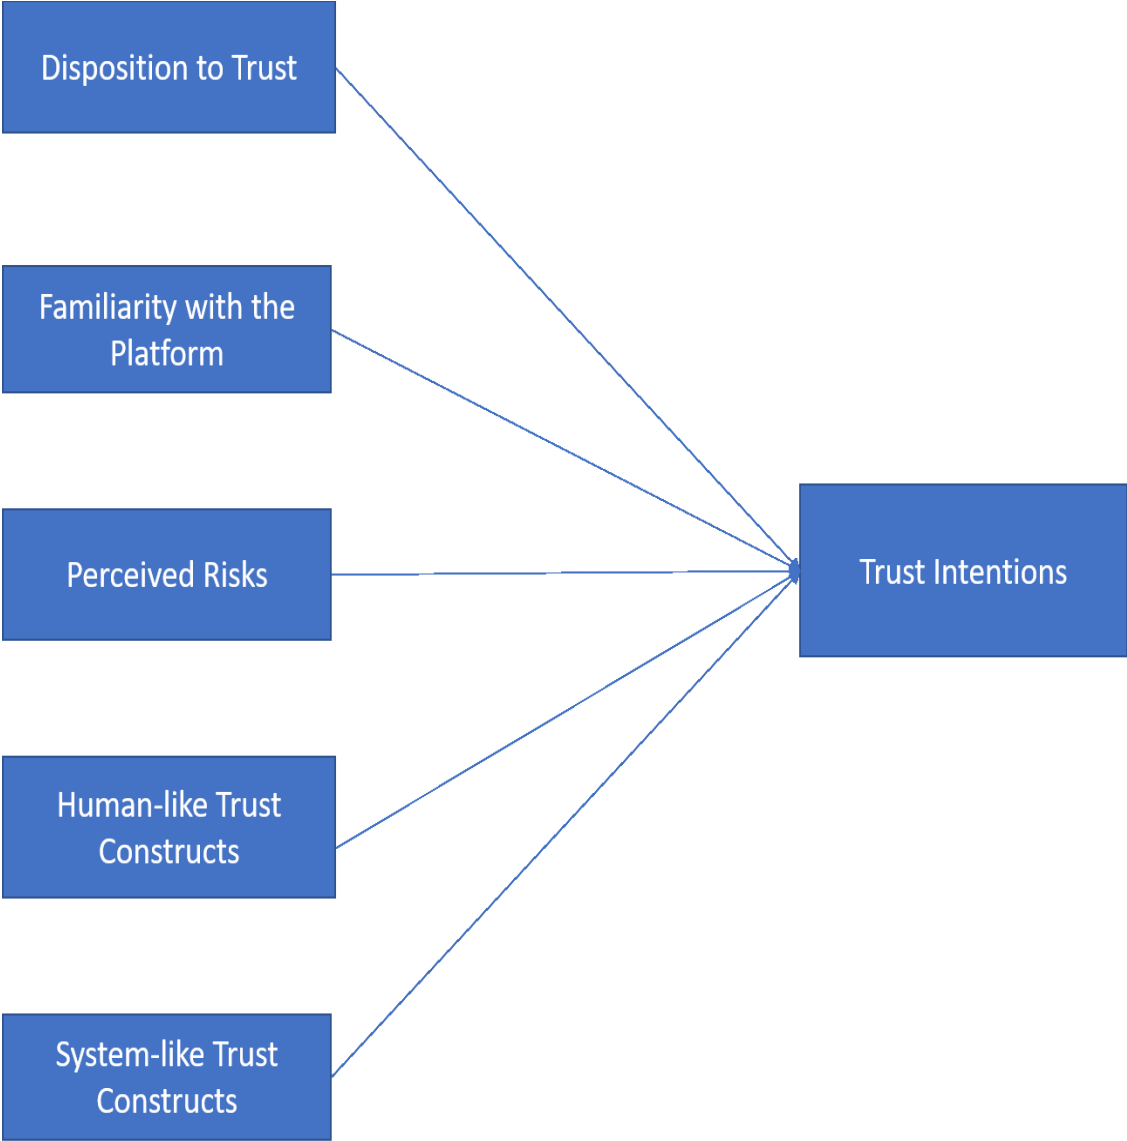 Disposition to Trust
Familiarity with the
Platform
Perceived Risks
Trust Intentions
Human-like Trust
Constructs
System-like Trust
Constructs